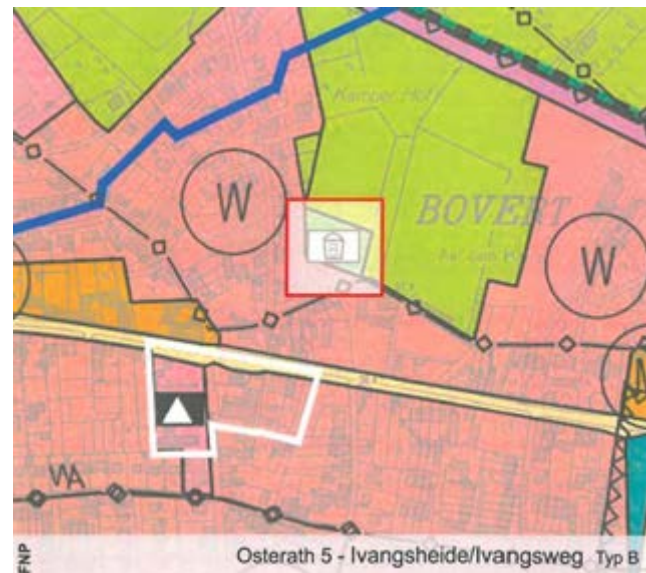 Kamper Hof
W
BOVERT
W
WA
FNP
Osterath 5 - Ivangsheide/Ivangsweg Typ B